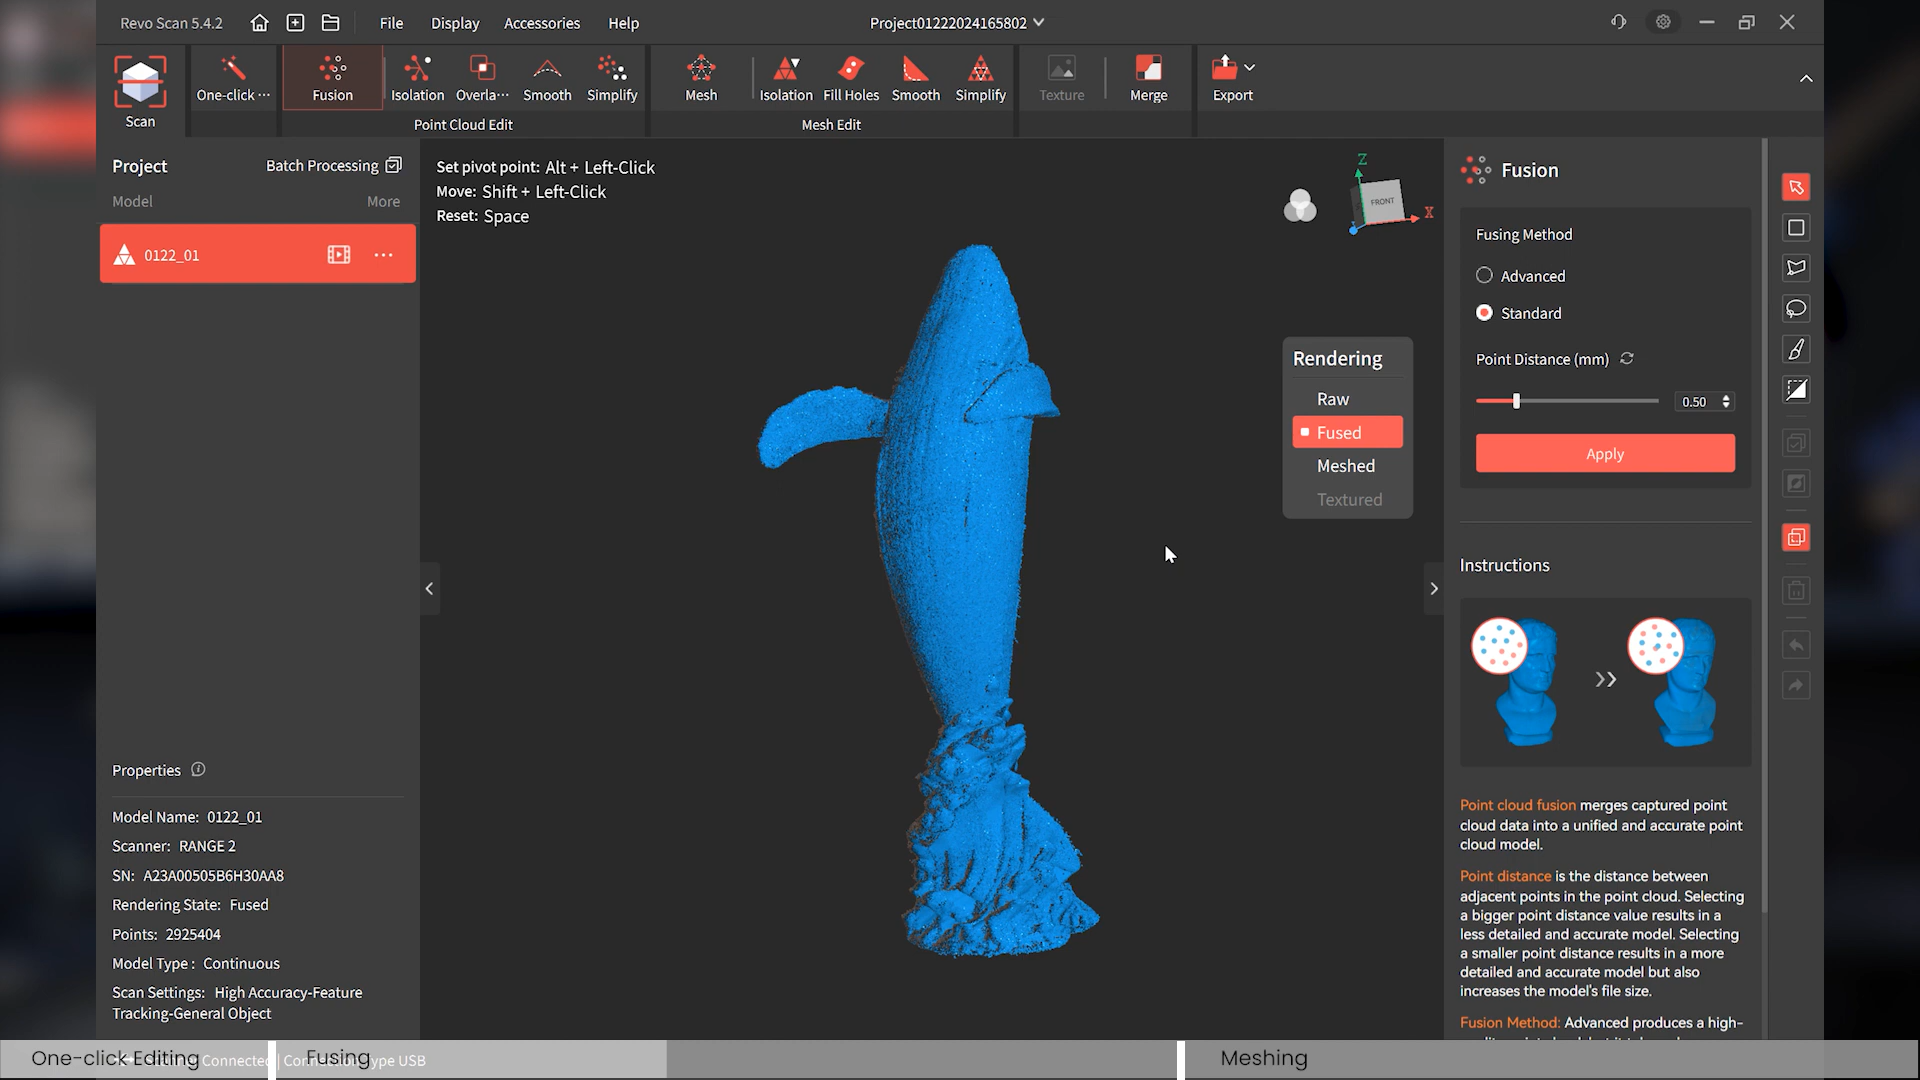 Revo Scan 5.4.2
File
Display
Accessories
Help
Project01222024165802
Scan
One-click ···
Fusion
Isolation
Overla···
Smooth
Simplify
Point Cloud Edit
Mesh
Isolation
Fill Holes
Smooth
Simplify
Mesh Edit
Texture
Merge
Export
Project
Batch Processing
Model
More
0122_01
Set pivot point: Alt + Left-Click
Move: Shift + Left-Click
Reset: Space
Z
FRONT
X
Rendering
Raw
Fused
Meshed
Textured
Fusion
Fusing Method
Advanced
Standard
Point Distance (mm)
0.50
Apply
Instructions
Point cloud fusion merges captured point
cloud data into a unified and accurate point
cloud model.
Point distance is the distance between
adjacent points in the point cloud. Selecting
a bigger point distance value results in a
less detailed and accurate model. Selecting
a smaller point distance results in a more
detailed and accurate model but also
increases the model's file size.
Fusion Method: Advanced produces a high-
Properties
Model Name: 0122_01
Scanner: RANGE 2
SN: A23A00505B6H30AA8
Rendering State: Fused
Points: 2925404
Model Type : Continuous
Scan Settings: High Accuracy-Feature
Tracking-General Object
One-click Editing
Connected
USB
Fusing
Meshing